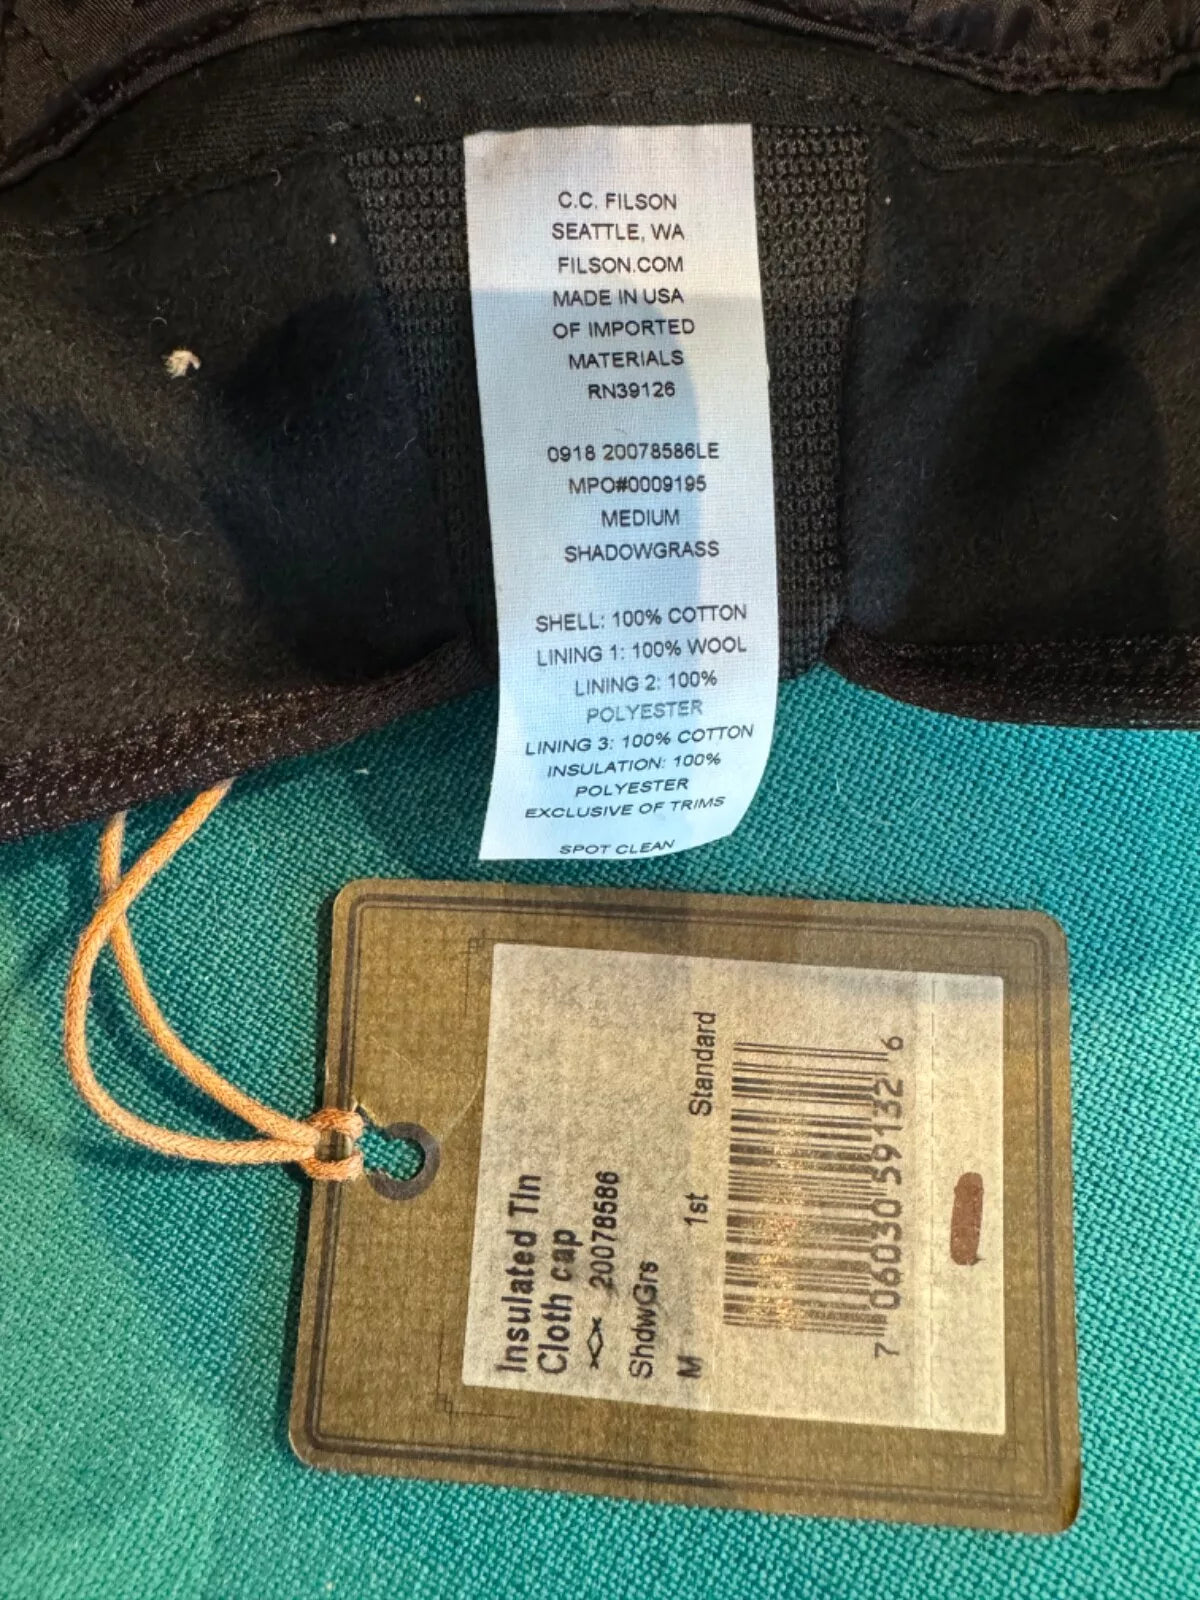 C.C. FILSON
SEATTLE, WA
FILSON.COM
MADE IN USA
OF IMPORTED
MATERIALS
RN39126
0918 20078586LE
MPO#0009195
MEDIUM
SHADOWGRASS
SHELL: 100% COTTON
LINING 1: 100% WOOL
LINING 2: 100%
POLYESTER
LINING 3: 100% COTTON
INSULATION: 100%
POLYESTER
EXCLUSIVE OF TRIMS
SPOT CLEAN
Insulated Tin
Cloth cap
20078586
ShdwGrs
M 1st Standard
7 06030 59132 6